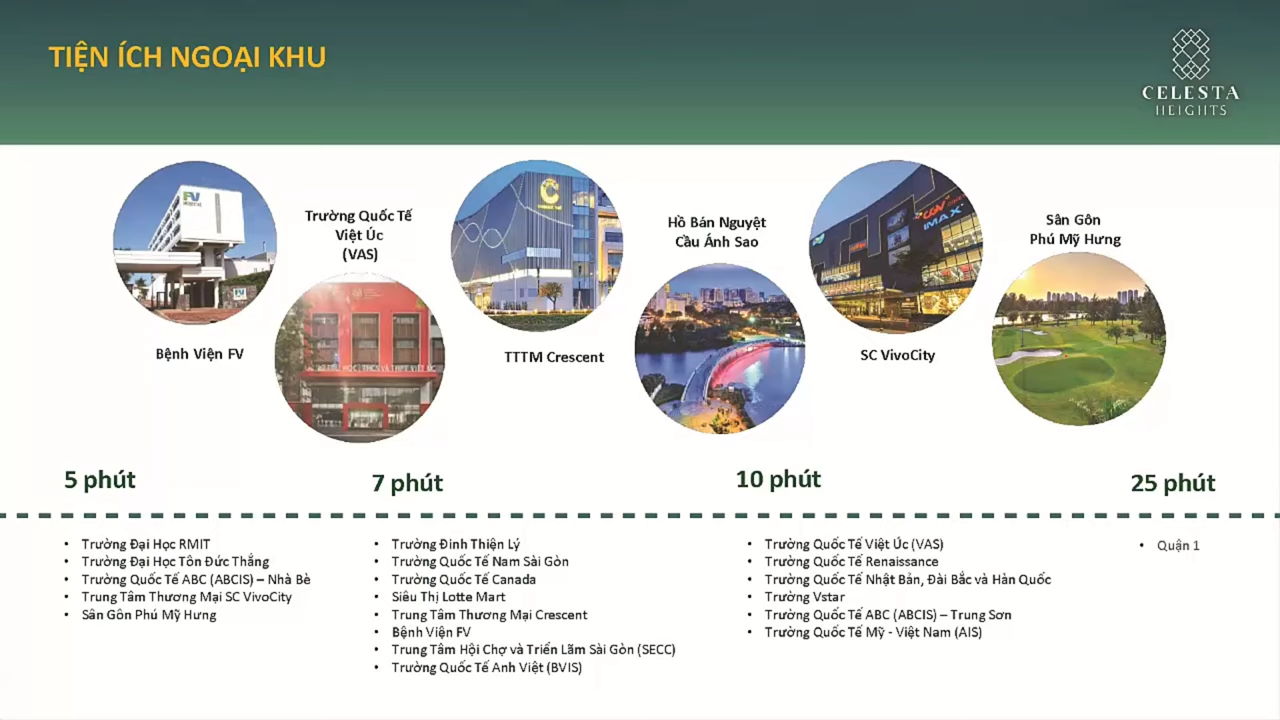 TIỆN ÍCH NGOẠI KHU
CELESTA
HEIGHTS
FV
Bệnh Viện FV
Trường Quốc Tế
Việt Úc
(VAS)
TTTM Crescent
Hồ Bán Nguyệt
Cầu Ánh Sao
CGV
IMAX
SC VivoCity
Sân Gôn
Phú Mỹ Hưng
5 phút
7 phút
10 phút
25 phút
• Trường Đại Học RMIT
• Trường Đại Học Tôn Đức Thắng
• Trường Quốc Tế ABC (ABCIS) – Nhà Bè
• Trung Tâm Thương Mại SC VivoCity
• Sân Gôn Phú Mỹ Hưng
• Trường Đinh Thiện Lý
• Trường Quốc Tế Nam Sài Gòn
• Trường Quốc Tế Canada
• Siêu Thị Lotte Mart
• Trung Tâm Thương Mại Crescent
• Bệnh Viện FV
• Trung Tâm Hội Chợ và Triển Lãm Sài Gòn (SECC)
• Trường Quốc Tế Anh Việt (BVIS)
• Trường Quốc Tế Việt Úc (VAS)
• Trường Quốc Tế Renaissance
• Trường Quốc Tế Nhật Bản, Đài Bắc và Hàn Quốc
• Trường Vstar
• Trường Quốc Tế ABC (ABCIS) – Trung Sơn
• Trường Quốc Tế Mỹ - Việt Nam (AIS)
• Quận 1